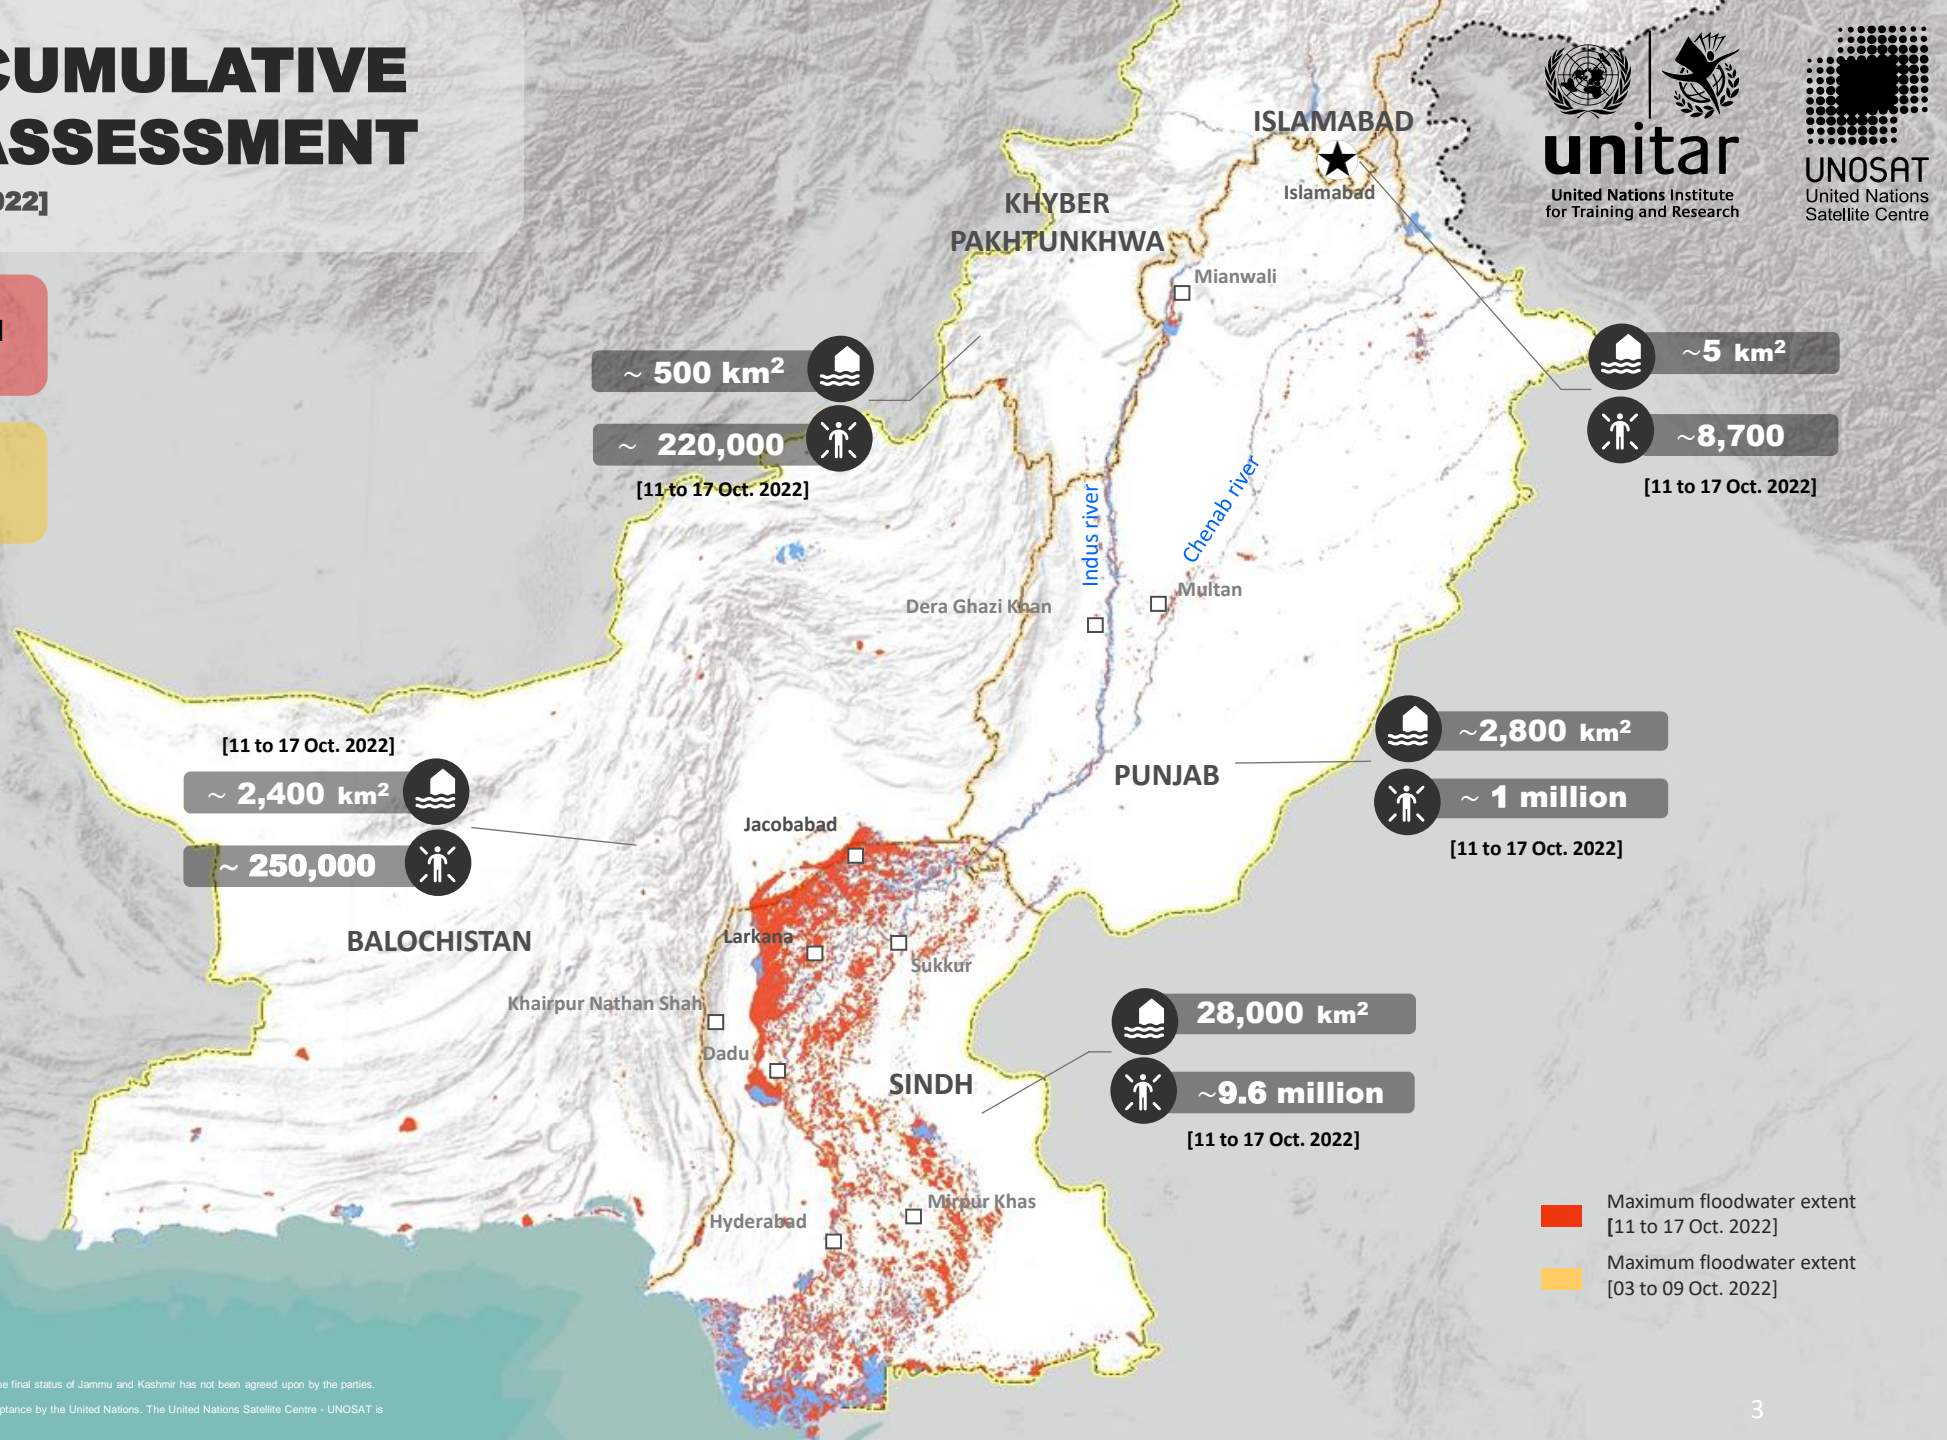 CUMULATIVE
ASSESSMENT
022]
ISLAMABAD
Islamabad
unitar
United Nations Institute
for Training and Research
UNOSAT
United Nations
Satellite Centre
KHYBER
PAKHTUNKHWA
Mianwali
~ 500 km²
~ 220,000
[11 to 17 Oct. 2022]
~5 km²
~8,700
[11 to 17 Oct. 2022]
Indus river
Chenab river
Dera Ghazi Khan
Multan
[11 to 17 Oct. 2022]
~ 2,400 km²
~ 250,000
BALOCHISTAN
PUNJAB
~2,800 km²
~ 1 million
[11 to 17 Oct. 2022]
Jacobabad
Larkana
Sukkur
Khairpur Nathan Shah
Dadu
SINDH
28,000 km²
~9.6 million
[11 to 17 Oct. 2022]
Mirpur Khas
Hyderabad
Maximum floodwater extent
[11 to 17 Oct. 2022]
Maximum floodwater extent
[03 to 09 Oct. 2022]
final status of Jammu and Kashmir has not been agreed upon by the parties.
ptance by the United Nations. The United Nations Satellite Centre - UNOSAT is
3